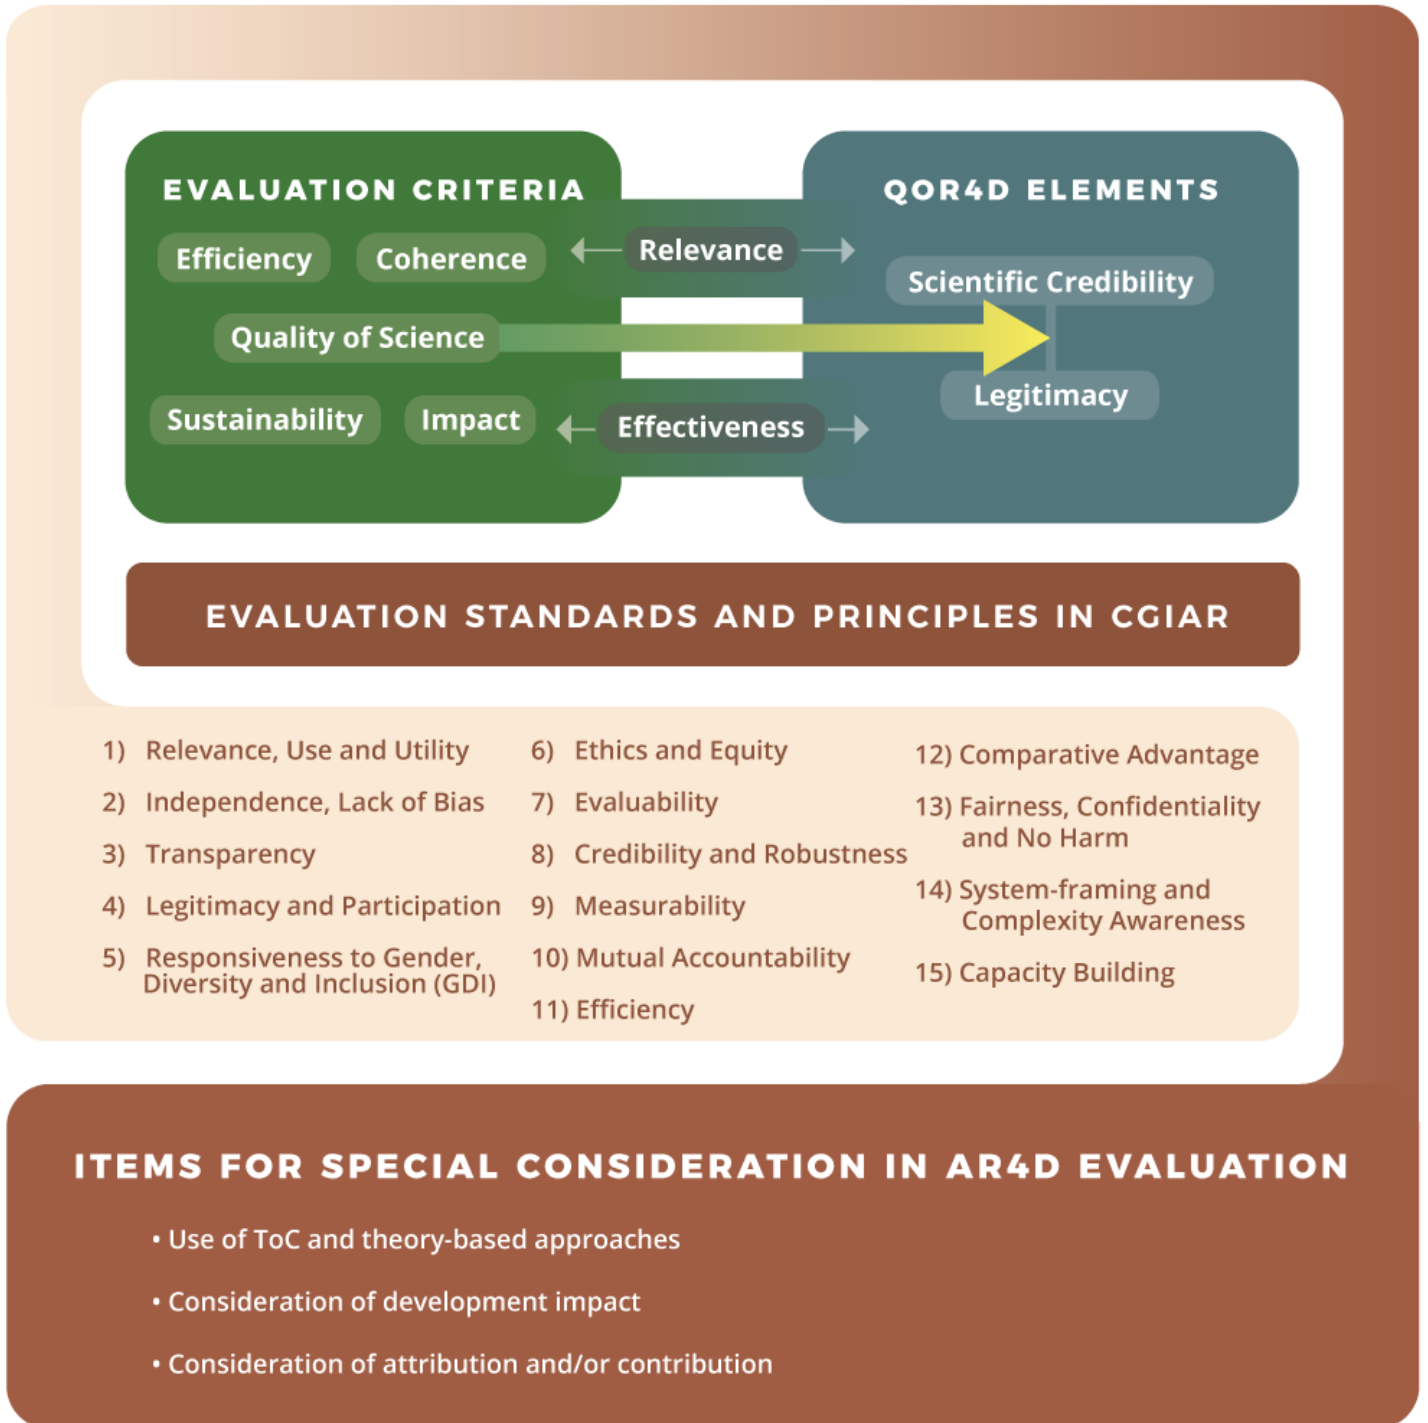 EVALUATION CRITERIA
Efficiency
Coherence
Quality of Science
Sustainability
Impact
Relevance
Effectiveness
QOR4D ELEMENTS
Scientific Credibility
Legitimacy
EVALUATION STANDARDS AND PRINCIPLES IN CGIAR
1) Relevance, Use and Utility
2) Independence, Lack of Bias
3) Transparency
4) Legitimacy and Participation
5) Responsiveness to Gender,
Diversity and Inclusion (GDI)
6) Ethics and Equity
7) Evaluability
8) Credibility and Robustness
9) Measurability
10) Mutual Accountability
11) Efficiency
12) Comparative Advantage
13) Fairness, Confidentiality
and No Harm
14) System-framing and
Complexity Awareness
15) Capacity Building
ITEMS FOR SPECIAL CONSIDERATION IN AR4D EVALUATION
• Use of ToC and theory-based approaches
• Consideration of development impact
• Consideration of attribution and/or contribution